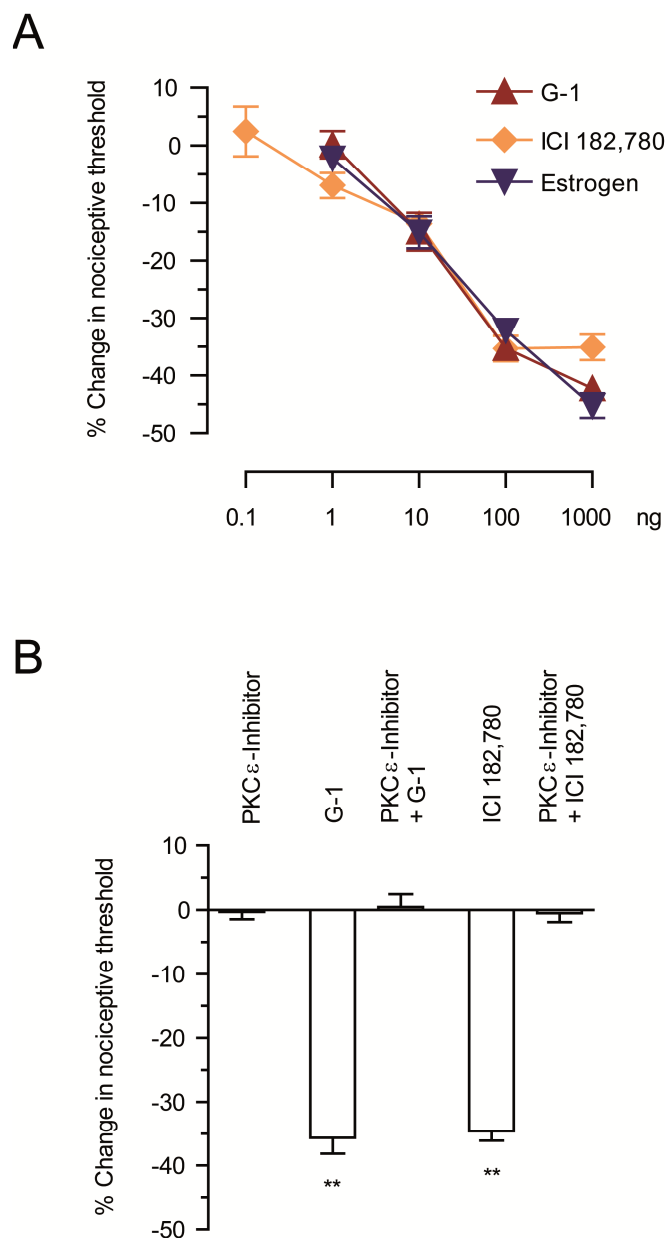 A
% Change in nociceptive threshold
10
0
-10
-20
-30
-40
-50
G-1
ICI 182,780
Estrogen
0.1 1 10 100 1000 ng
B
PKCε-Inhibitor
G-1
PKCε-Inhibitor
+ G-1
ICI 182,780
PKCε-Inhibitor
+ ICI 182,780
% Change in nociceptive threshold
10
0
-10
-20
-30
-40
-50
**
**